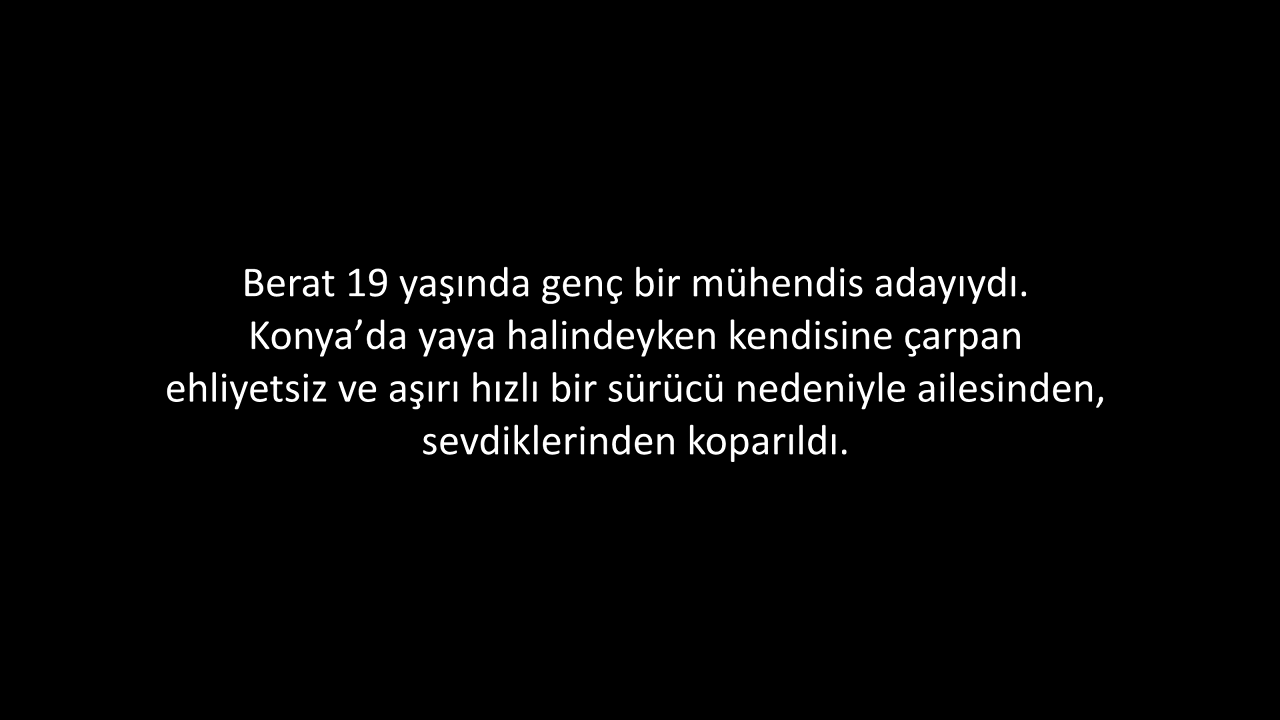 Berat 19 yaşında genç bir mühendis adayıydı.
Konya’da yaya halindeyken kendisine çarpan
ehliyetsiz ve aşırı hızlı bir sürücü nedeniyle ailesinden,
sevdiklerinden koparıldı.